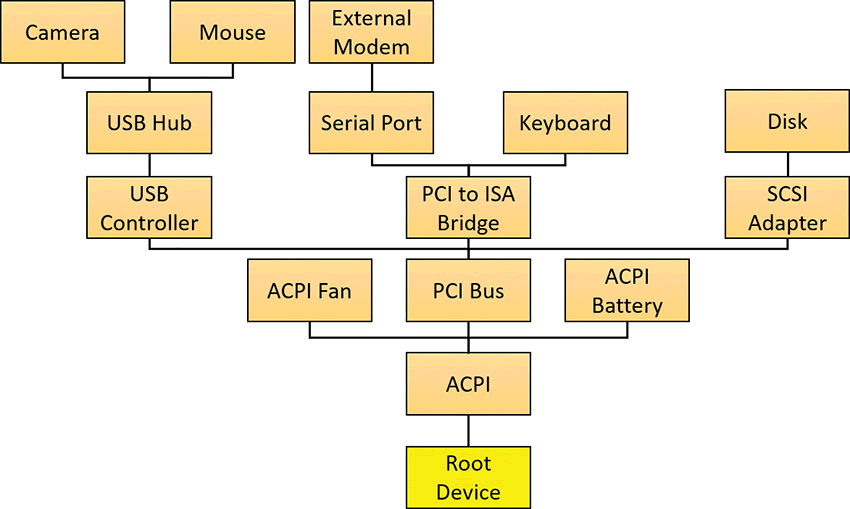 Camera
Mouse
External
Modem
USB Hub
Serial Port
Keyboard
Disk
USB
Controller
PCI to ISA
Bridge
SCSI
Adapter
ACPI Fan
PCI Bus
ACPI
Battery
ACPI
Root
Device